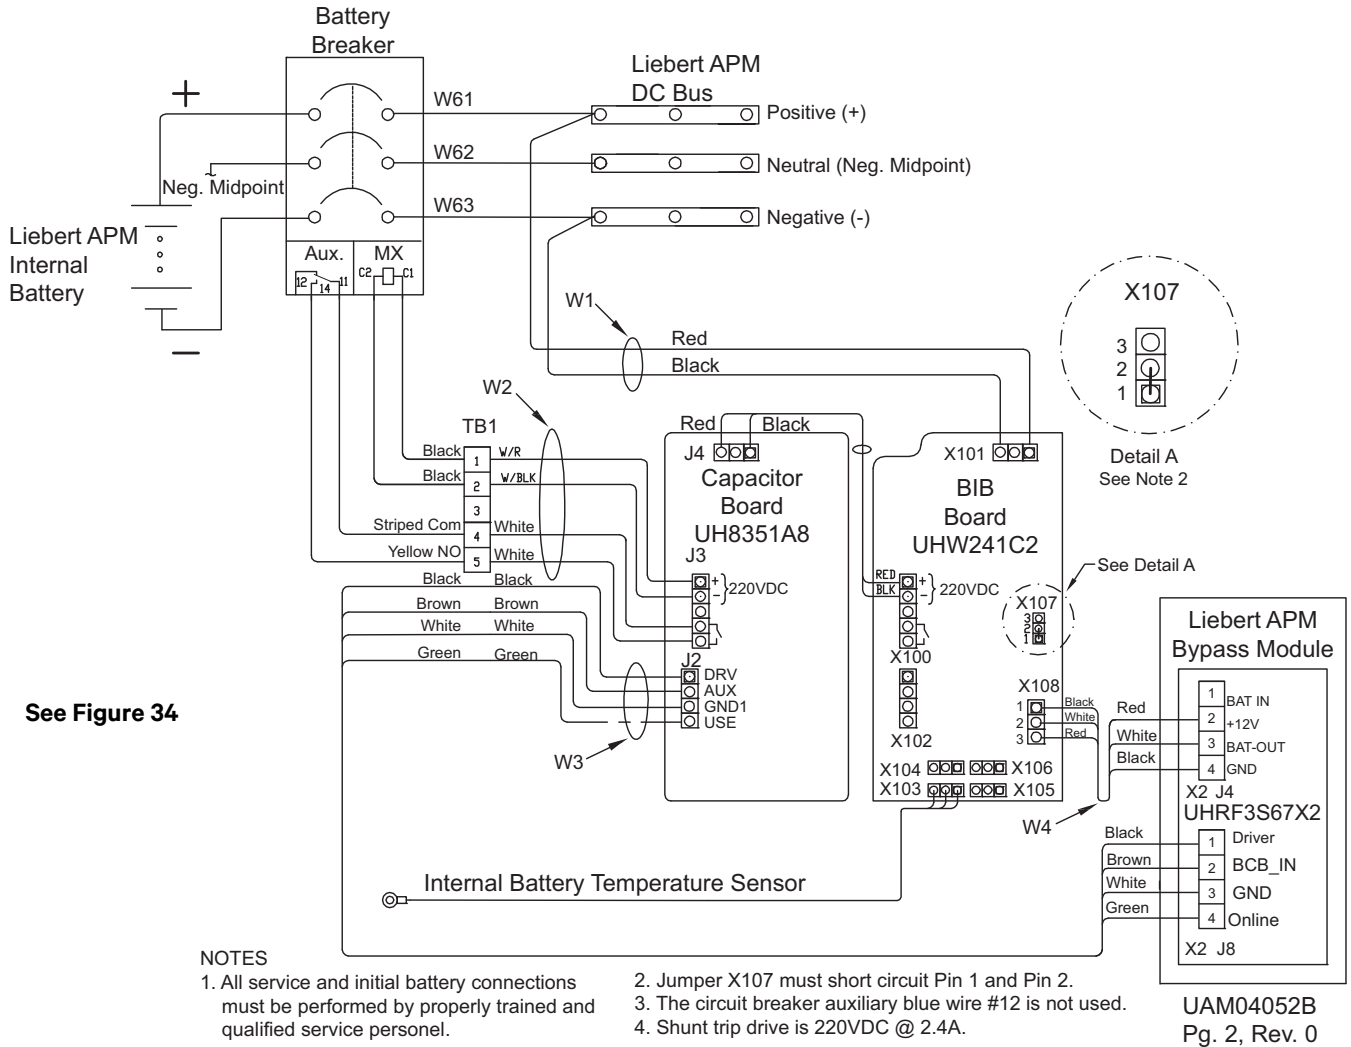 Battery
Breaker
Liebert APM
DC Bus
+
W61
Positive (+)
W62
Neutral (Neg. Midpoint)
Neg. Midpoint
W63
Negative (-)
Liebert APM
Internal
Battery
Aux.
MX
12
14
11
C2
C1
W1
Red
Black
X107
3
2
1
Detail A
See Note 2
W2
TB1
Black
1
W/R
Black
2
W/BLK
3
Striped Com
4
White
Yellow NO
5
White
Black
Black
Brown
Brown
White
White
Green
Green
Red
Black
J4
Capacitor
Board
UH8351A8
J3
+
-
220VDC
J2
DRV
AUX
GND1
USE
W3
X101
BIB
Board
UHW241C2
RED
BLK
+
-
220VDC
X100
X102
X104
X106
X103
X105
See Detail A
X107
3
2
1
X108
1
2
3
Black
White
Red
W4
Red
White
Black
Liebert APM
Bypass Module
1
BAT IN
2
+12V
3
BAT-OUT
4
GND
X2 J4
UHRF3S67X2
Black
1
Driver
Brown
2
BCB_IN
White
3
GND
Green
4
Online
X2 J8
See Figure 34
Internal Battery Temperature Sensor
NOTES
1. All service and initial battery connections
must be performed by properly trained and
qualified service personel.
2. Jumper X107 must short circuit Pin 1 and Pin 2.
3. The circuit breaker auxiliary blue wire #12 is not used.
4. Shunt trip drive is 220VDC @ 2.4A.
UAM04052B
Pg. 2, Rev. 0